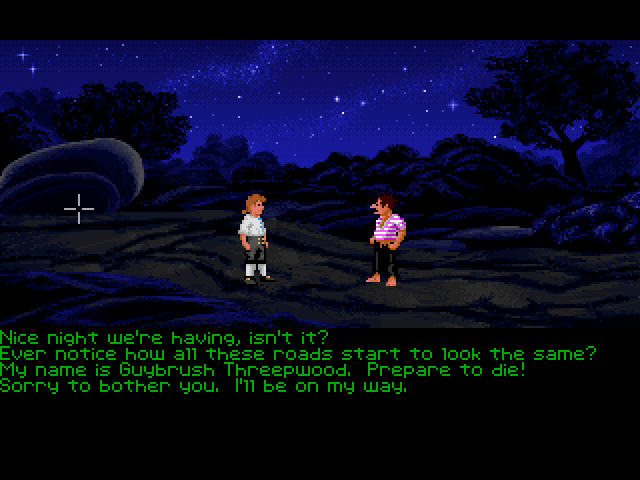 Nice night we're having, isn't it?
Ever notice how all these roads start to look the same?
My name is Guybrush Threepwood.  Prepare to die!
Sorry to bother you.  I'll be on my way.